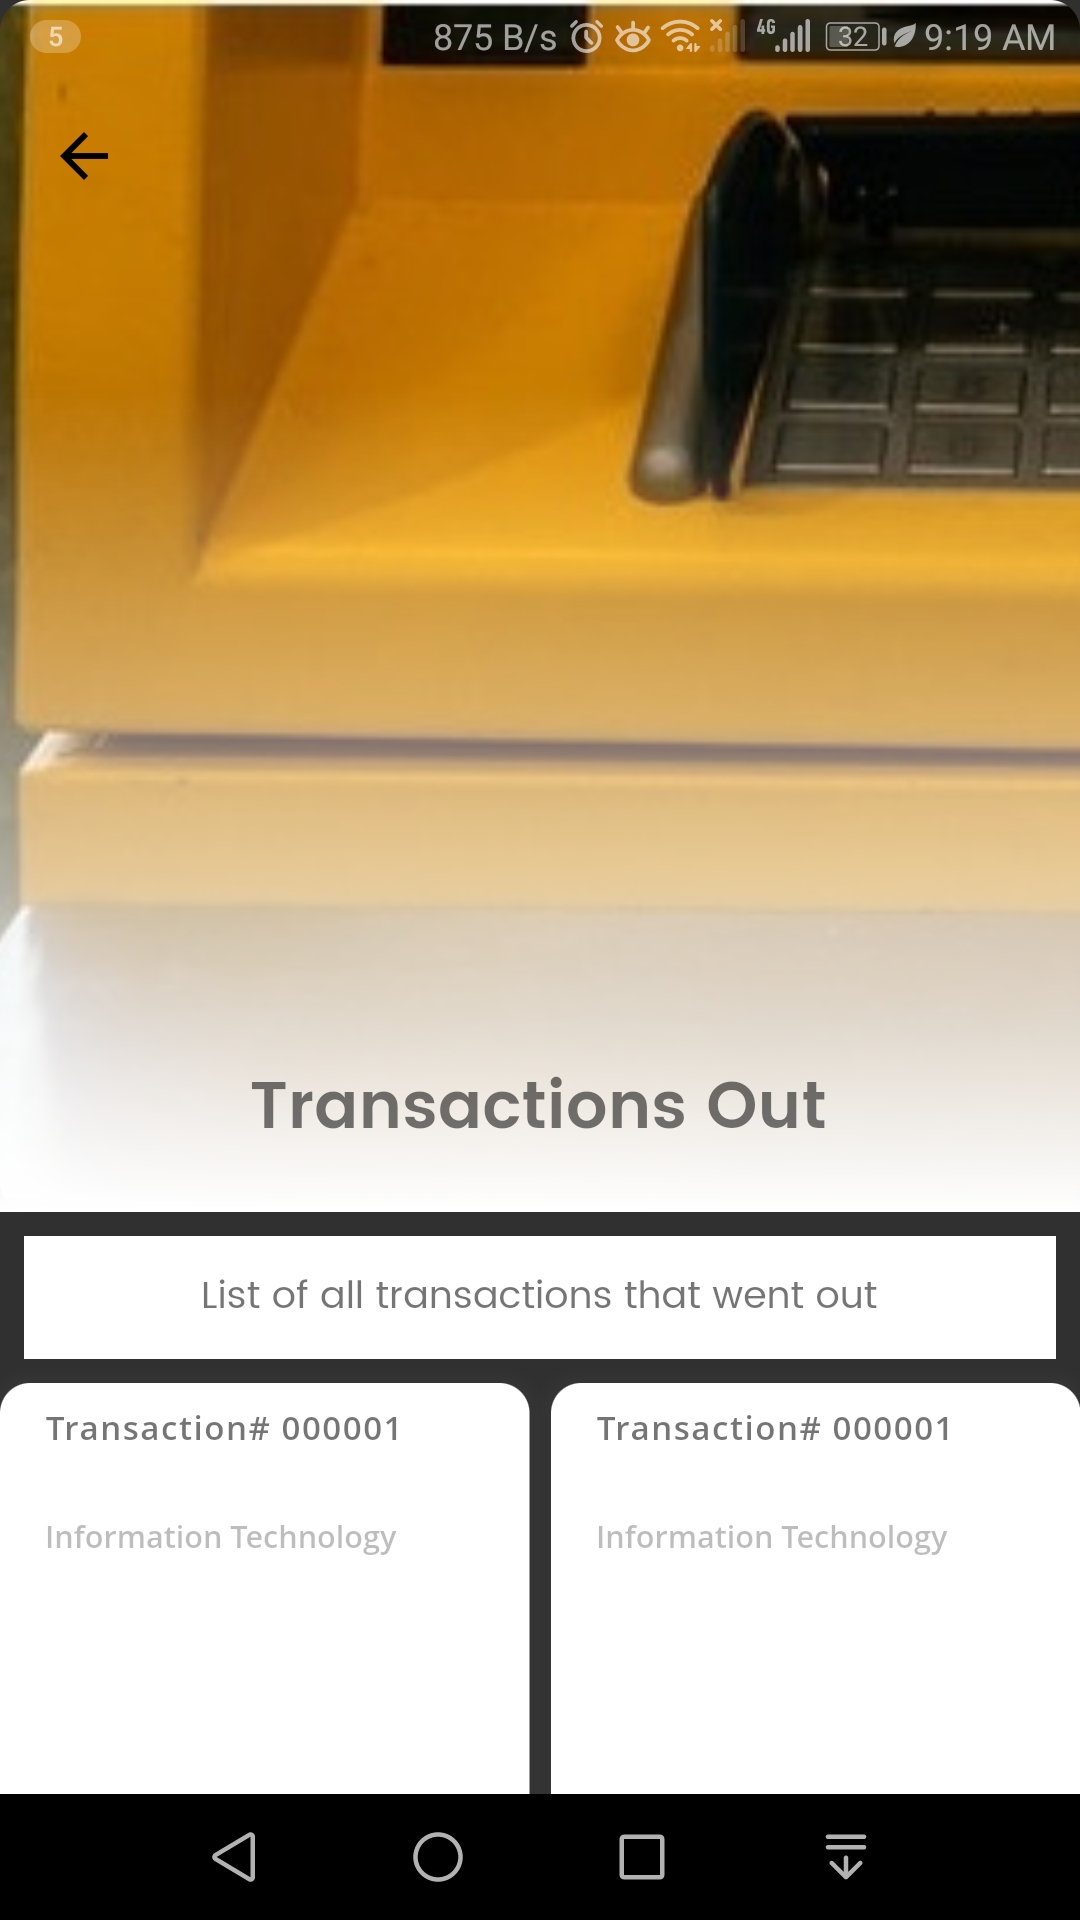 5 875 B/s 4G 32 9:19 AM
Transactions Out
List of all transactions that went out
Transaction# 000001 Transaction# 000001
Information Technology Information Technology